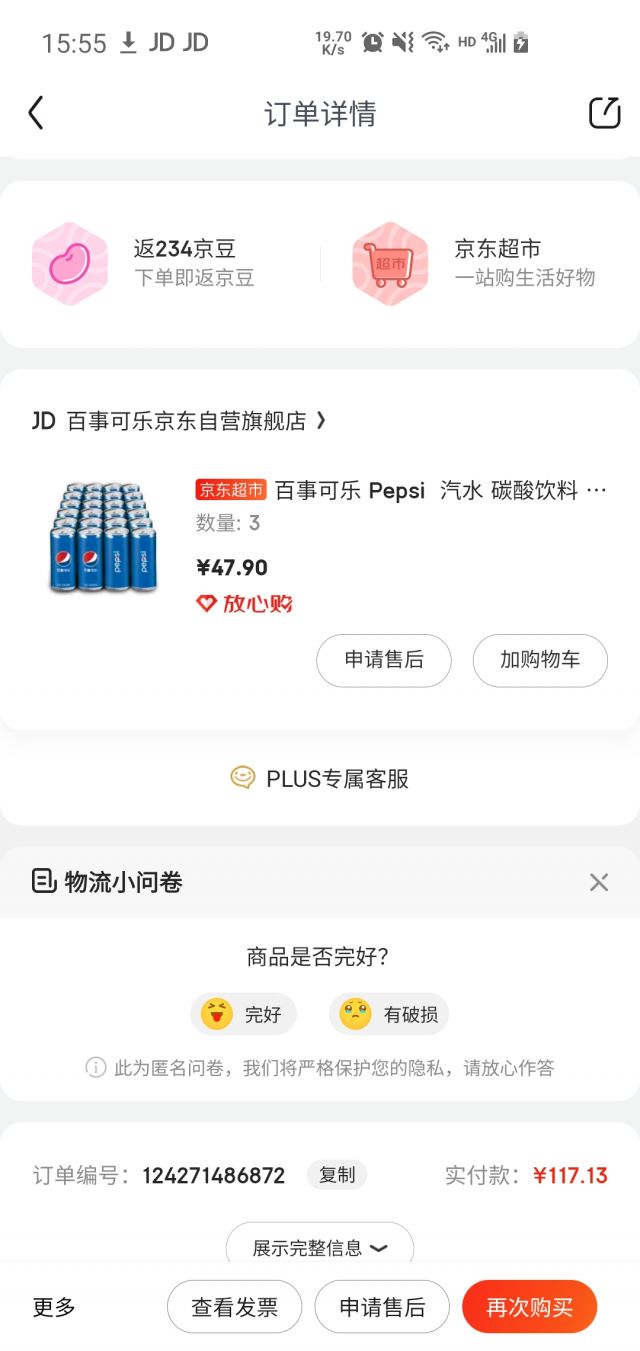 15:55 JD JD 19.70 K/s HD 4G
订单详情
返234京豆
下单即返京豆
京东超市
一站购生活好物
超市
JD 百事可乐京东自营旗舰店
京东超市 百事可乐 Pepsi 汽水 碳酸饮料 ···
数量: 3
¥47.90
放心购
pepsi pepsi
申请售后 加购物车
PLUS专属客服
物流小问卷
商品是否完好?
完好 有破损
此为匿名问卷，我们将严格保护您的隐私，请放心作答
订单编号： 124271486872 复制 实付款： ¥117.13
展示完整信息
更多 查看发票 申请售后 再次购买